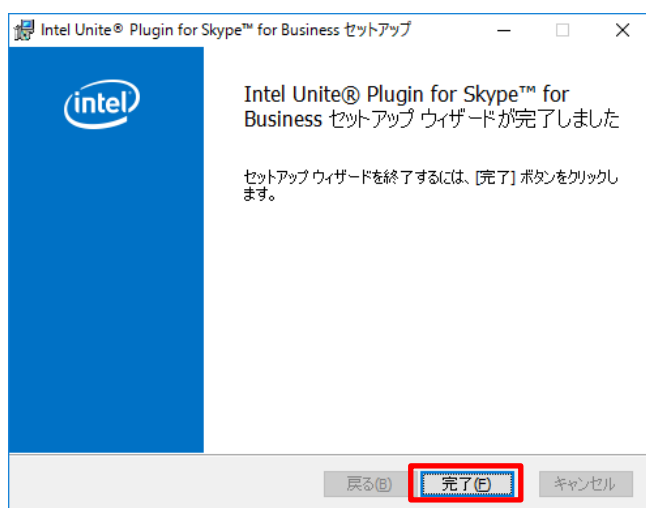 Intel Unite® Plugin for Skype™ for Business セットアップ
intel
Intel Unite® Plugin for Skype™ for
Business セットアップ ウィザードが完了しました
セットアップ ウィザードを終了するには、[完了] ボタンをクリックし
ます。
戻る(B) 完了(F) キャンセル